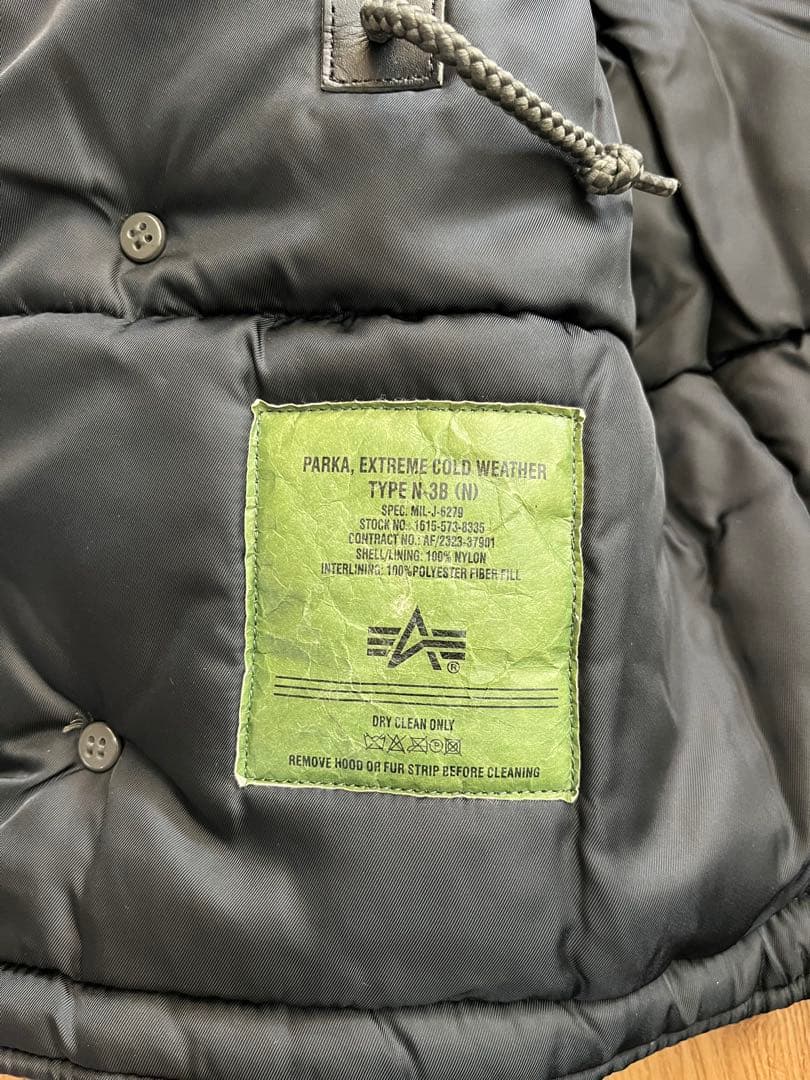 PARKA, EXTREME COLD WEATHER
TYPE N-3B (N)
SPEC. MIL-J-6279
STOCK NO.: 1615-573-8335
CONTRACT NO.: AF/2323-37901
SHELL/LINING: 100% NYLON
INTERLINING: 100%POLYESTER FIBER FILL
®
DRY CLEAN ONLY
REMOVE HOOD OR FUR STRIP BEFORE CLEANING